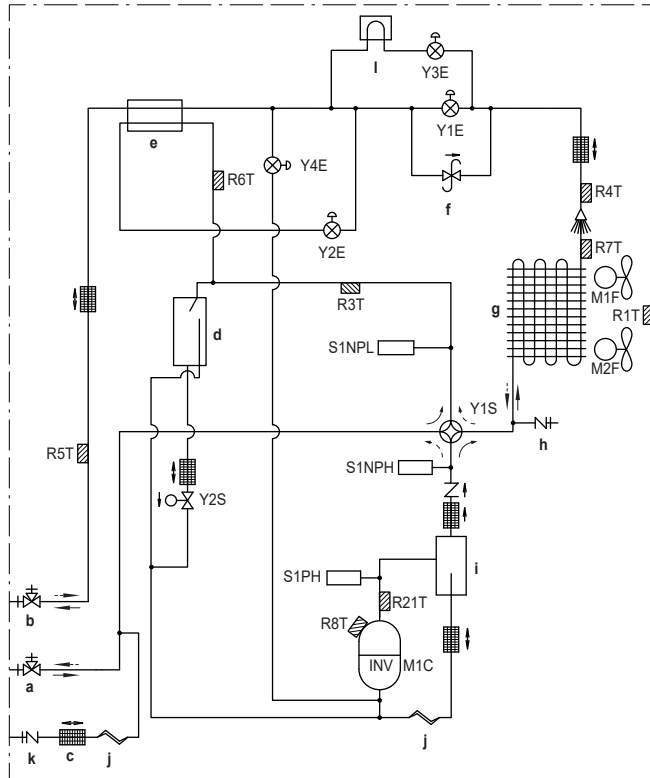 l
Y3E
Y1E
e
Y4E
R6T
f
R4T
Y2E
R7T
g
M1F
R3T
R1T
d
S1NPL
M2F
Y1S
h
R5T
S1NPH
Y2S
i
S1PH
R21T
b
R8T
INV
M1C
a
j
k
c
j